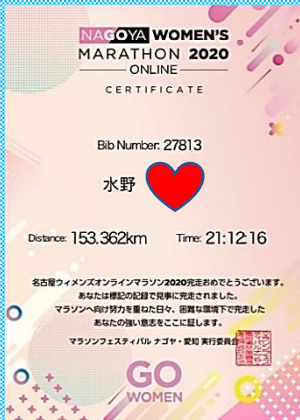 NAGOYA WOMEN'S
MARATHON 2020
ONLINE
CERTIFICATE
Bib Number: 27813
水野
Distance: 153.362km Time: 21:12:16
名古屋ウィメンズオンラインマラソン2020完走おめでとうございます。
あなたは標記の記録で見事に完走されました。
マラソンへ向け努力を重ねた日々、困難な環境下で完走した
あなたの強い意志をここに証します。
マラソンフェスティバル ナゴヤ・愛知 実行委員会
GO
WOMEN